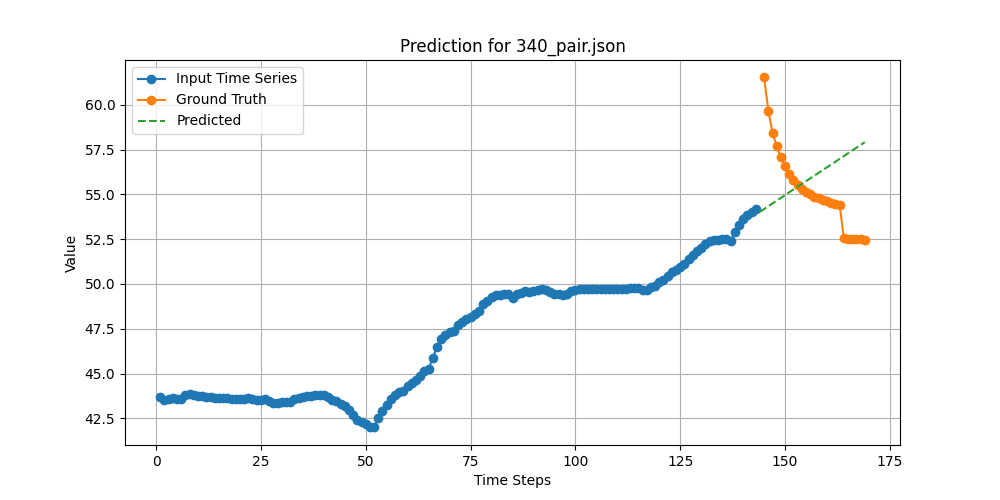 Prediction for 340_pair.json
Input Time Series
Ground Truth
Predicted
60.0
57.5
55.0
52.5
50.0
47.5
45.0
42.5
Value
0 25 50 75 100 125 150 175
Time Steps